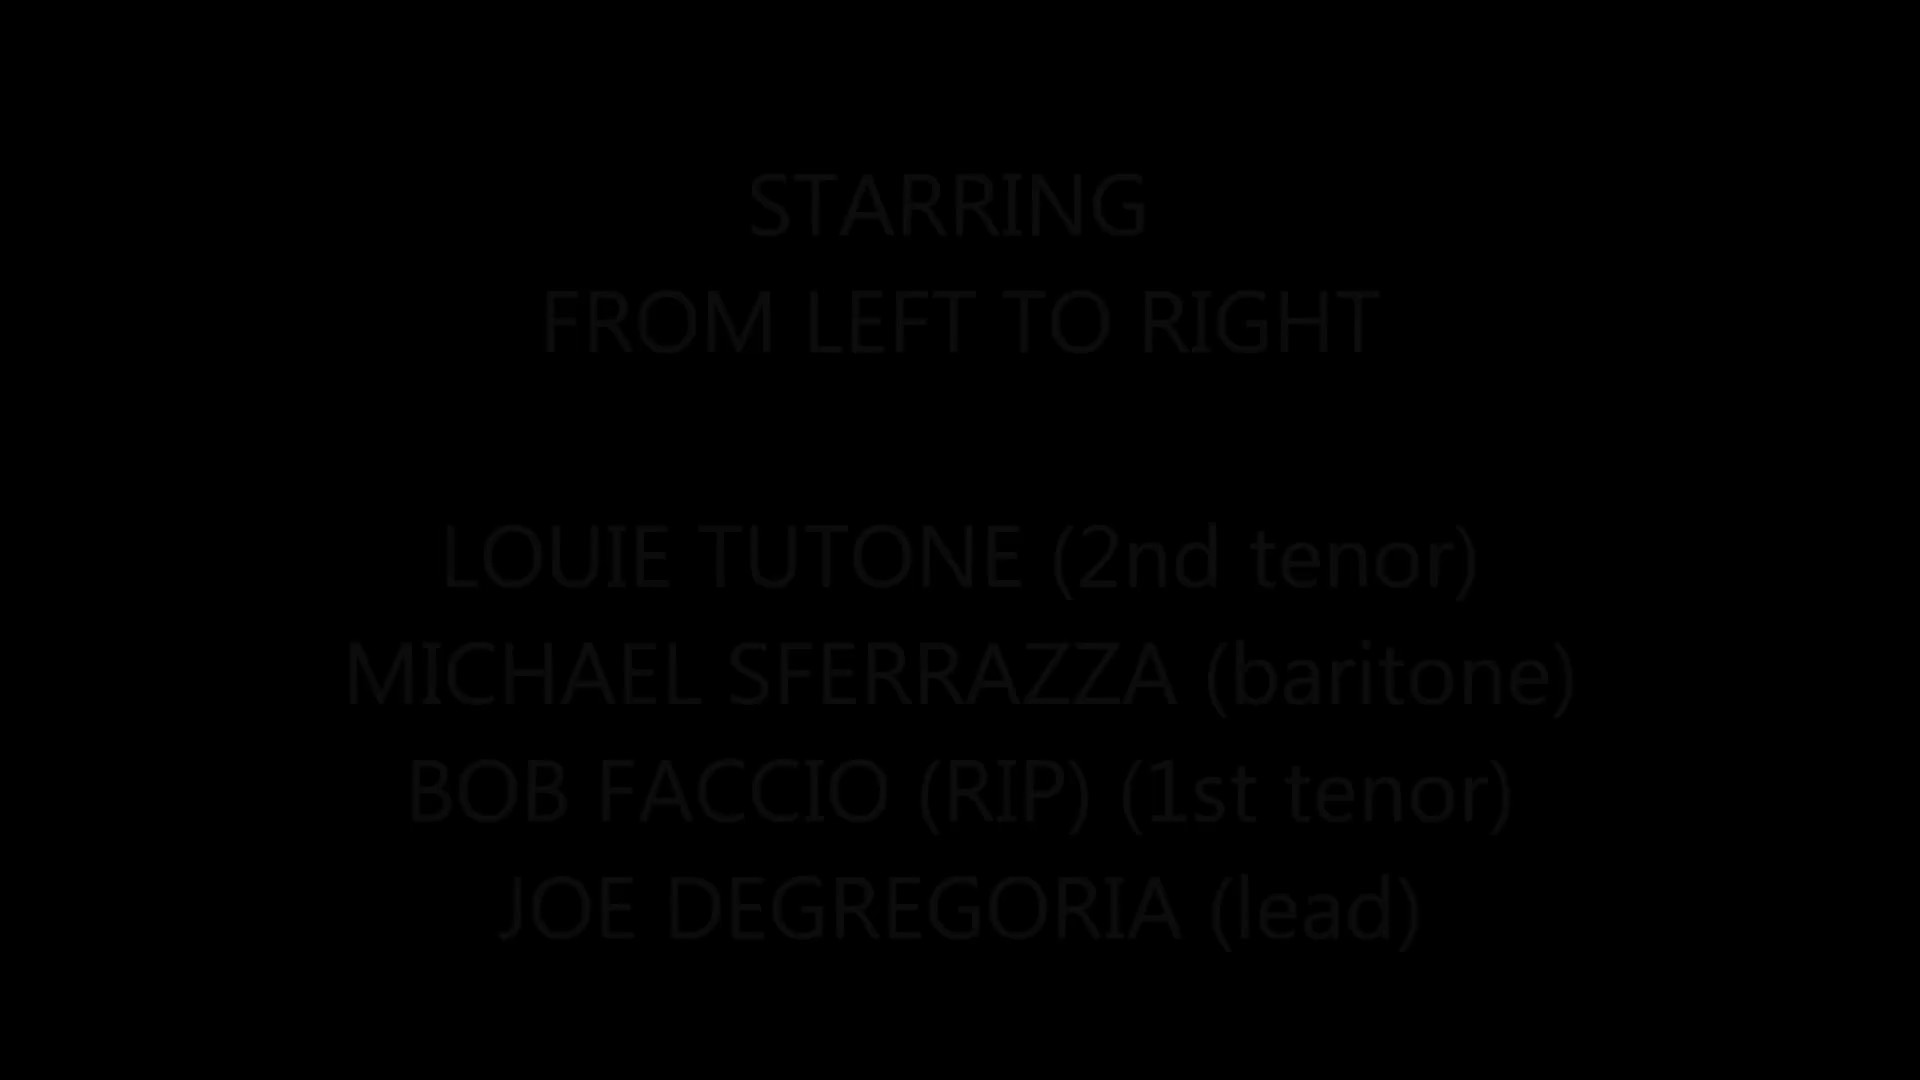 STARRING
FROM LEFT TO RIGHT
LOUIE TUTONE (2nd tenor)
MICHAEL SFERRAZZA (baritone)
BOB FACCIO (RIP) (1st tenor)
JOE DEGREGORIA (lead)